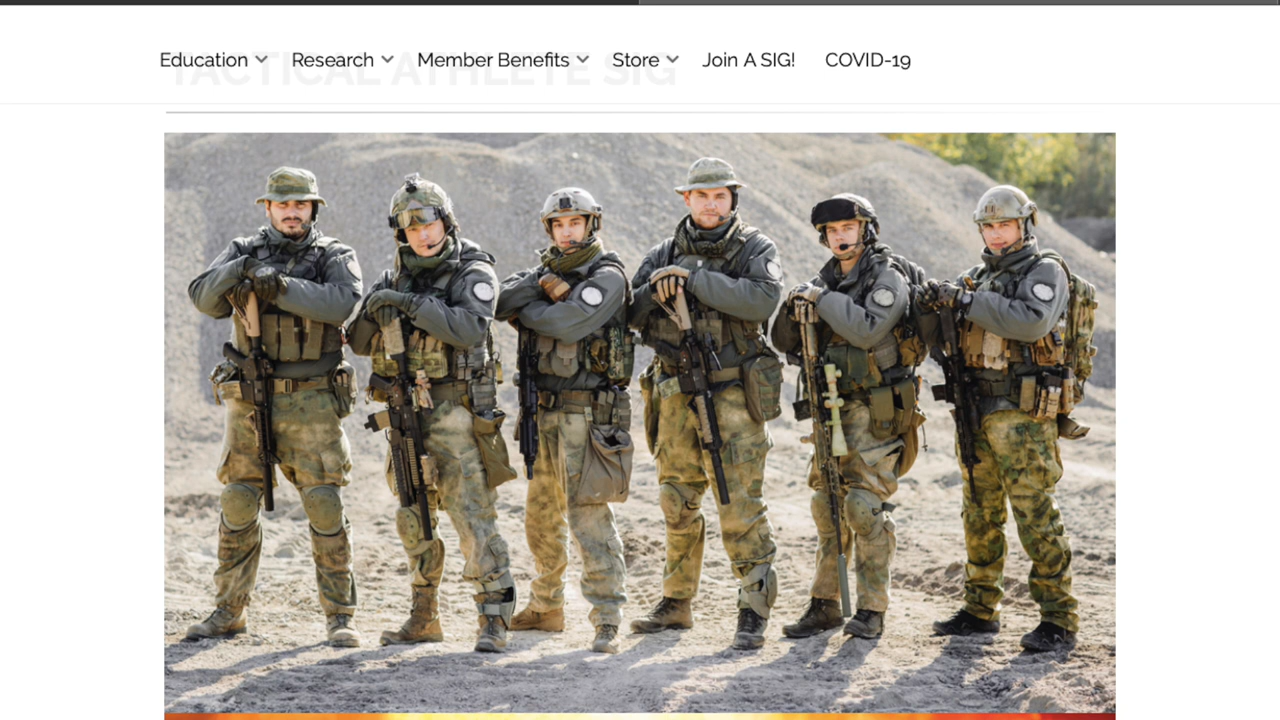 Education Research Member Benefits Store Join A SIG! COVID-19
TACTICAL ATHLETE SIG